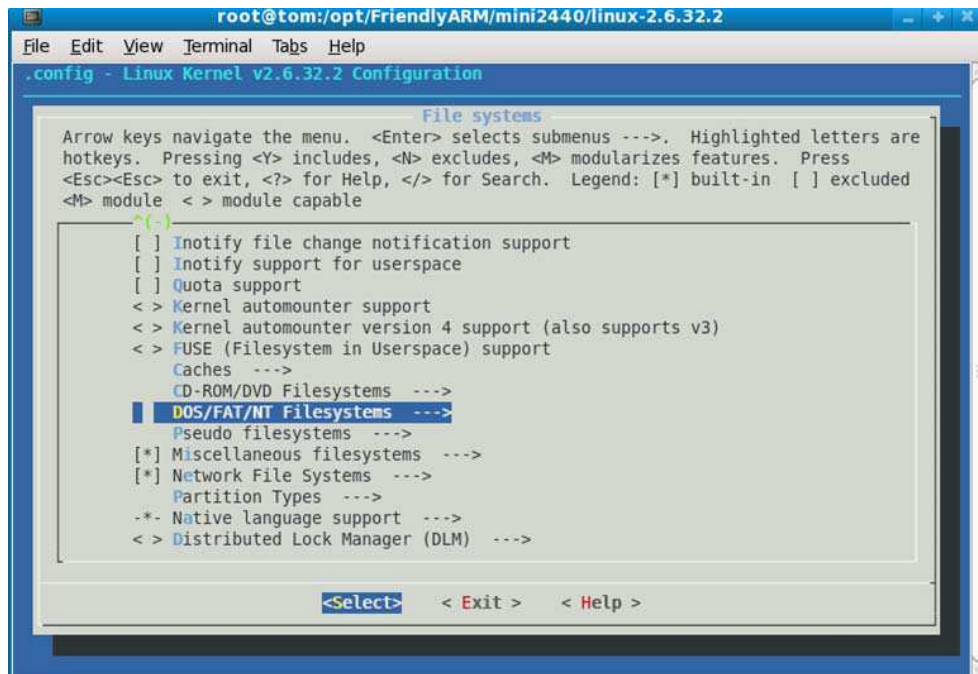 root@tom:/opt/FriendlyARM/mini2440/linux-2.6.32.2
File Edit View Terminal Tabs Help
.config - Linux Kernel v2.6.32.2 Configuration
File systems
Arrow keys navigate the menu. <Enter> selects submenus --->. Highlighted letters are
hotkeys. Pressing <Y> includes, <N> excludes, <M> modularizes features. Press
<Esc><Esc> to exit, <?> for Help, </> for Search. Legend: [*] built-in [ ] excluded
<M> module < > module capable
^(-)
[ ] Inotify file change notification support
[ ] Inotify support for userspace
[ ] Quota support
< > Kernel automounter support
< > Kernel automounter version 4 support (also supports v3)
< > FUSE (Filesystem in Userspace) support
Caches --->
CD-ROM/DVD Filesystems --->
DOS/FAT/NT Filesystems --->
Pseudo filesystems --->
[*] Miscellaneous filesystems --->
[*] Network File Systems --->
Partition Types --->
-*- Native language support --->
< > Distributed Lock Manager (DLM) --->
<Select> < Exit > < Help >